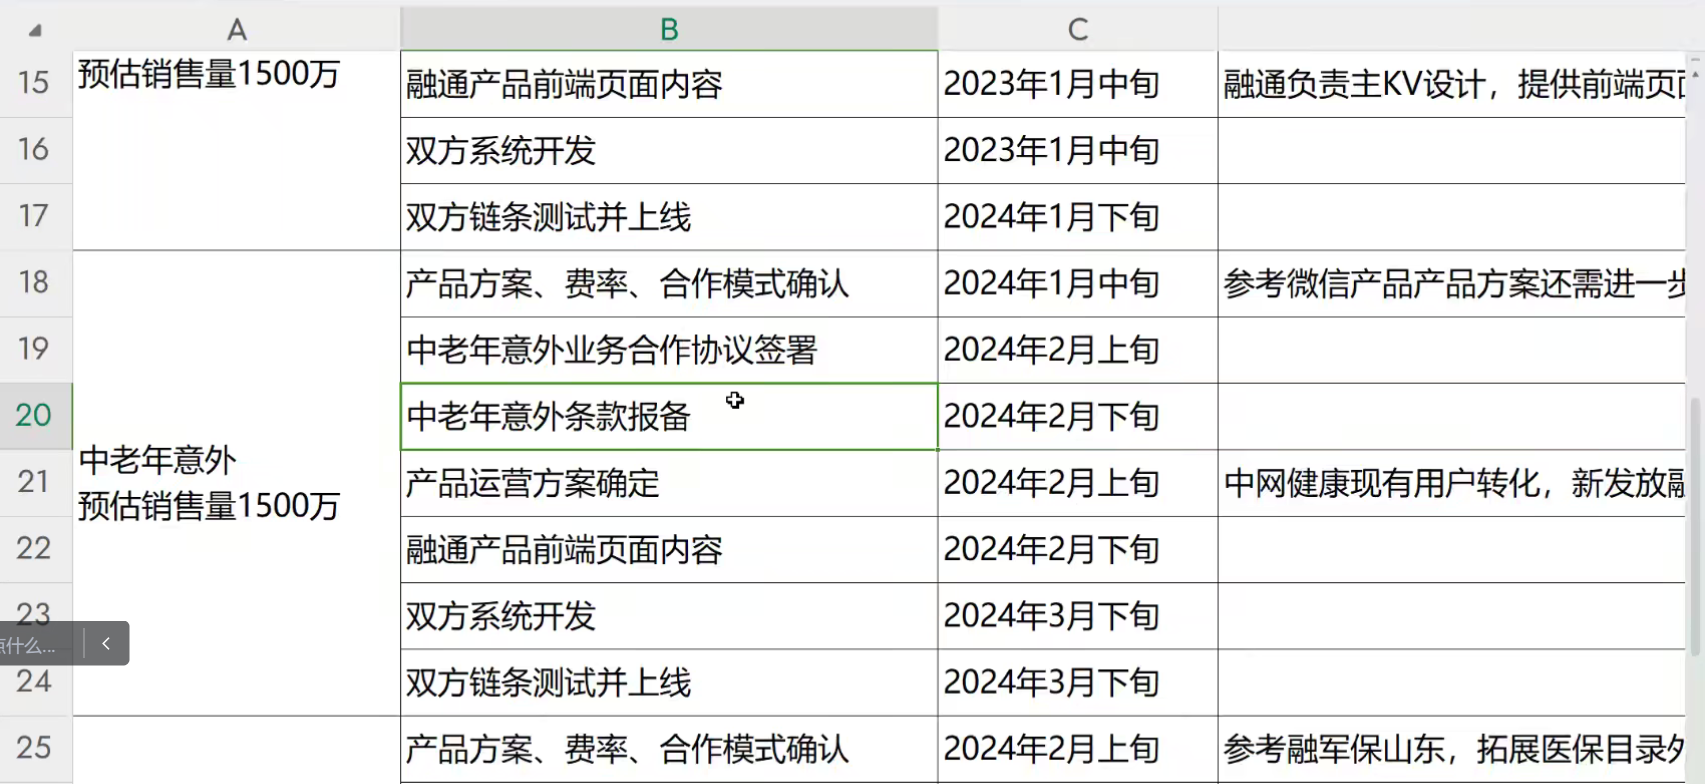 A B C
15 预估销售量1500万 融通产品前端页面内容 2023年1月中旬 融通负责主KV设计，提供前端页
16 双方系统开发 2023年1月中旬
17 双方链条测试并上线 2024年1月下旬
18 产品方案、费率、合作模式确认 2024年1月中旬 参考微信产品产品方案还需进一
19 中老年意外业务合作协议签署 2024年2月上旬
20 中老年意外条款报备 2024年2月下旬
中老年意外
21 产品运营方案确定 2024年2月上旬 中网健康现有用户转化，新发放
预估销售量1500万
22 融通产品前端页面内容 2024年2月下旬
23 双方系统开发 2024年3月下旬
什么...
24 双方链条测试并上线 2024年3月下旬
25 产品方案、费率、合作模式确认 2024年2月上旬 参考融军保山东，拓展医保目录